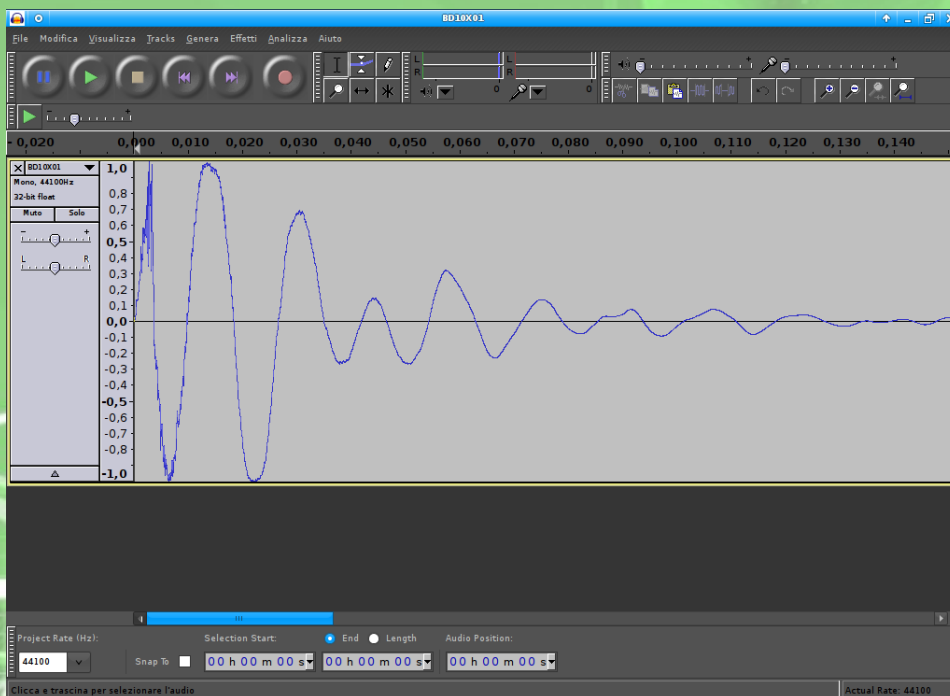 BD10X01
File Modifica Visualizza Tracks Genera Effetti Analizza Aiuto
L
R
0
L
R
0
- +
- +
- +
- 0,020 0,000 0,010 0,020 0,030 0,040 0,050 0,060 0,070 0,080 0,090 0,100 0,110 0,120 0,130 0,140
BD10X01
Mono, 44100Hz
32-bit float
Muto Solo
- +
L R
1,0
0,8
0,7
0,6
0,5
0,4
0,3
0,2
0,1
0,0
-0,1
-0,2
-0,3
-0,4
-0,5
-0,6
-0,7
-0,8
-1,0
Project Rate (Hz): Selection Start: End Length Audio Position:
44100 Snap To 00 h 00 m 00 s 00 h 00 m 00 s 00 h 00 m 00 s
Clicca e trascina per selezionare l'audio Actual Rate: 44100